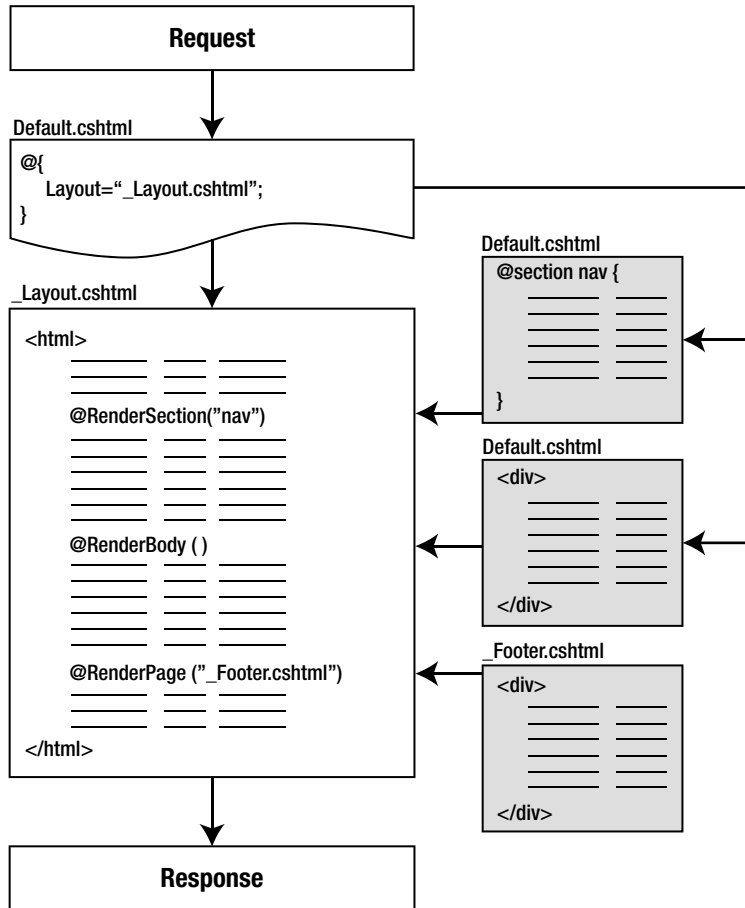 Request
Default.cshtml
@{
Layout=“_Layout.cshtml”;
}
_Layout.cshtml
<html>
@RenderSection(”nav”)
@RenderBody ( )
@RenderPage (”_Footer.cshtml”)
</html>
Default.cshtml
@section nav {
}
Default.cshtml
<div>
</div>
_Footer.cshtml
<div>
</div>
Response